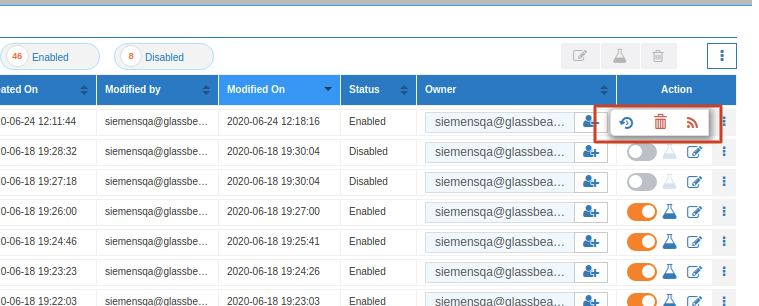 46 Enabled 8 Disabled
ated On Modified by Modified On Status Owner Action
0-06-24 12:11:44 siemensqa@glassbe... 2020-06-24 12:18:16 Enabled siemensqa@glassbea...
0-06-18 19:28:32 siemensqa@glassbe... 2020-06-18 19:30:04 Disabled siemensqa@glassbea...
0-06-18 19:27:18 siemensqa@glassbe... 2020-06-18 19:30:04 Disabled siemensqa@glassbea...
0-06-18 19:26:00 siemensqa@glassbe... 2020-06-18 19:27:00 Enabled siemensqa@glassbea...
0-06-18 19:24:46 siemensqa@glassbe... 2020-06-18 19:25:41 Enabled siemensqa@glassbea...
0-06-18 19:23:23 siemensqa@glassbe... 2020-06-18 19:24:26 Enabled siemensqa@glassbea...
0-06-18 19:22:03 siemensqa@glassbe... 2020-06-18 19:23:03 Enabled siemensqa@glassbea...